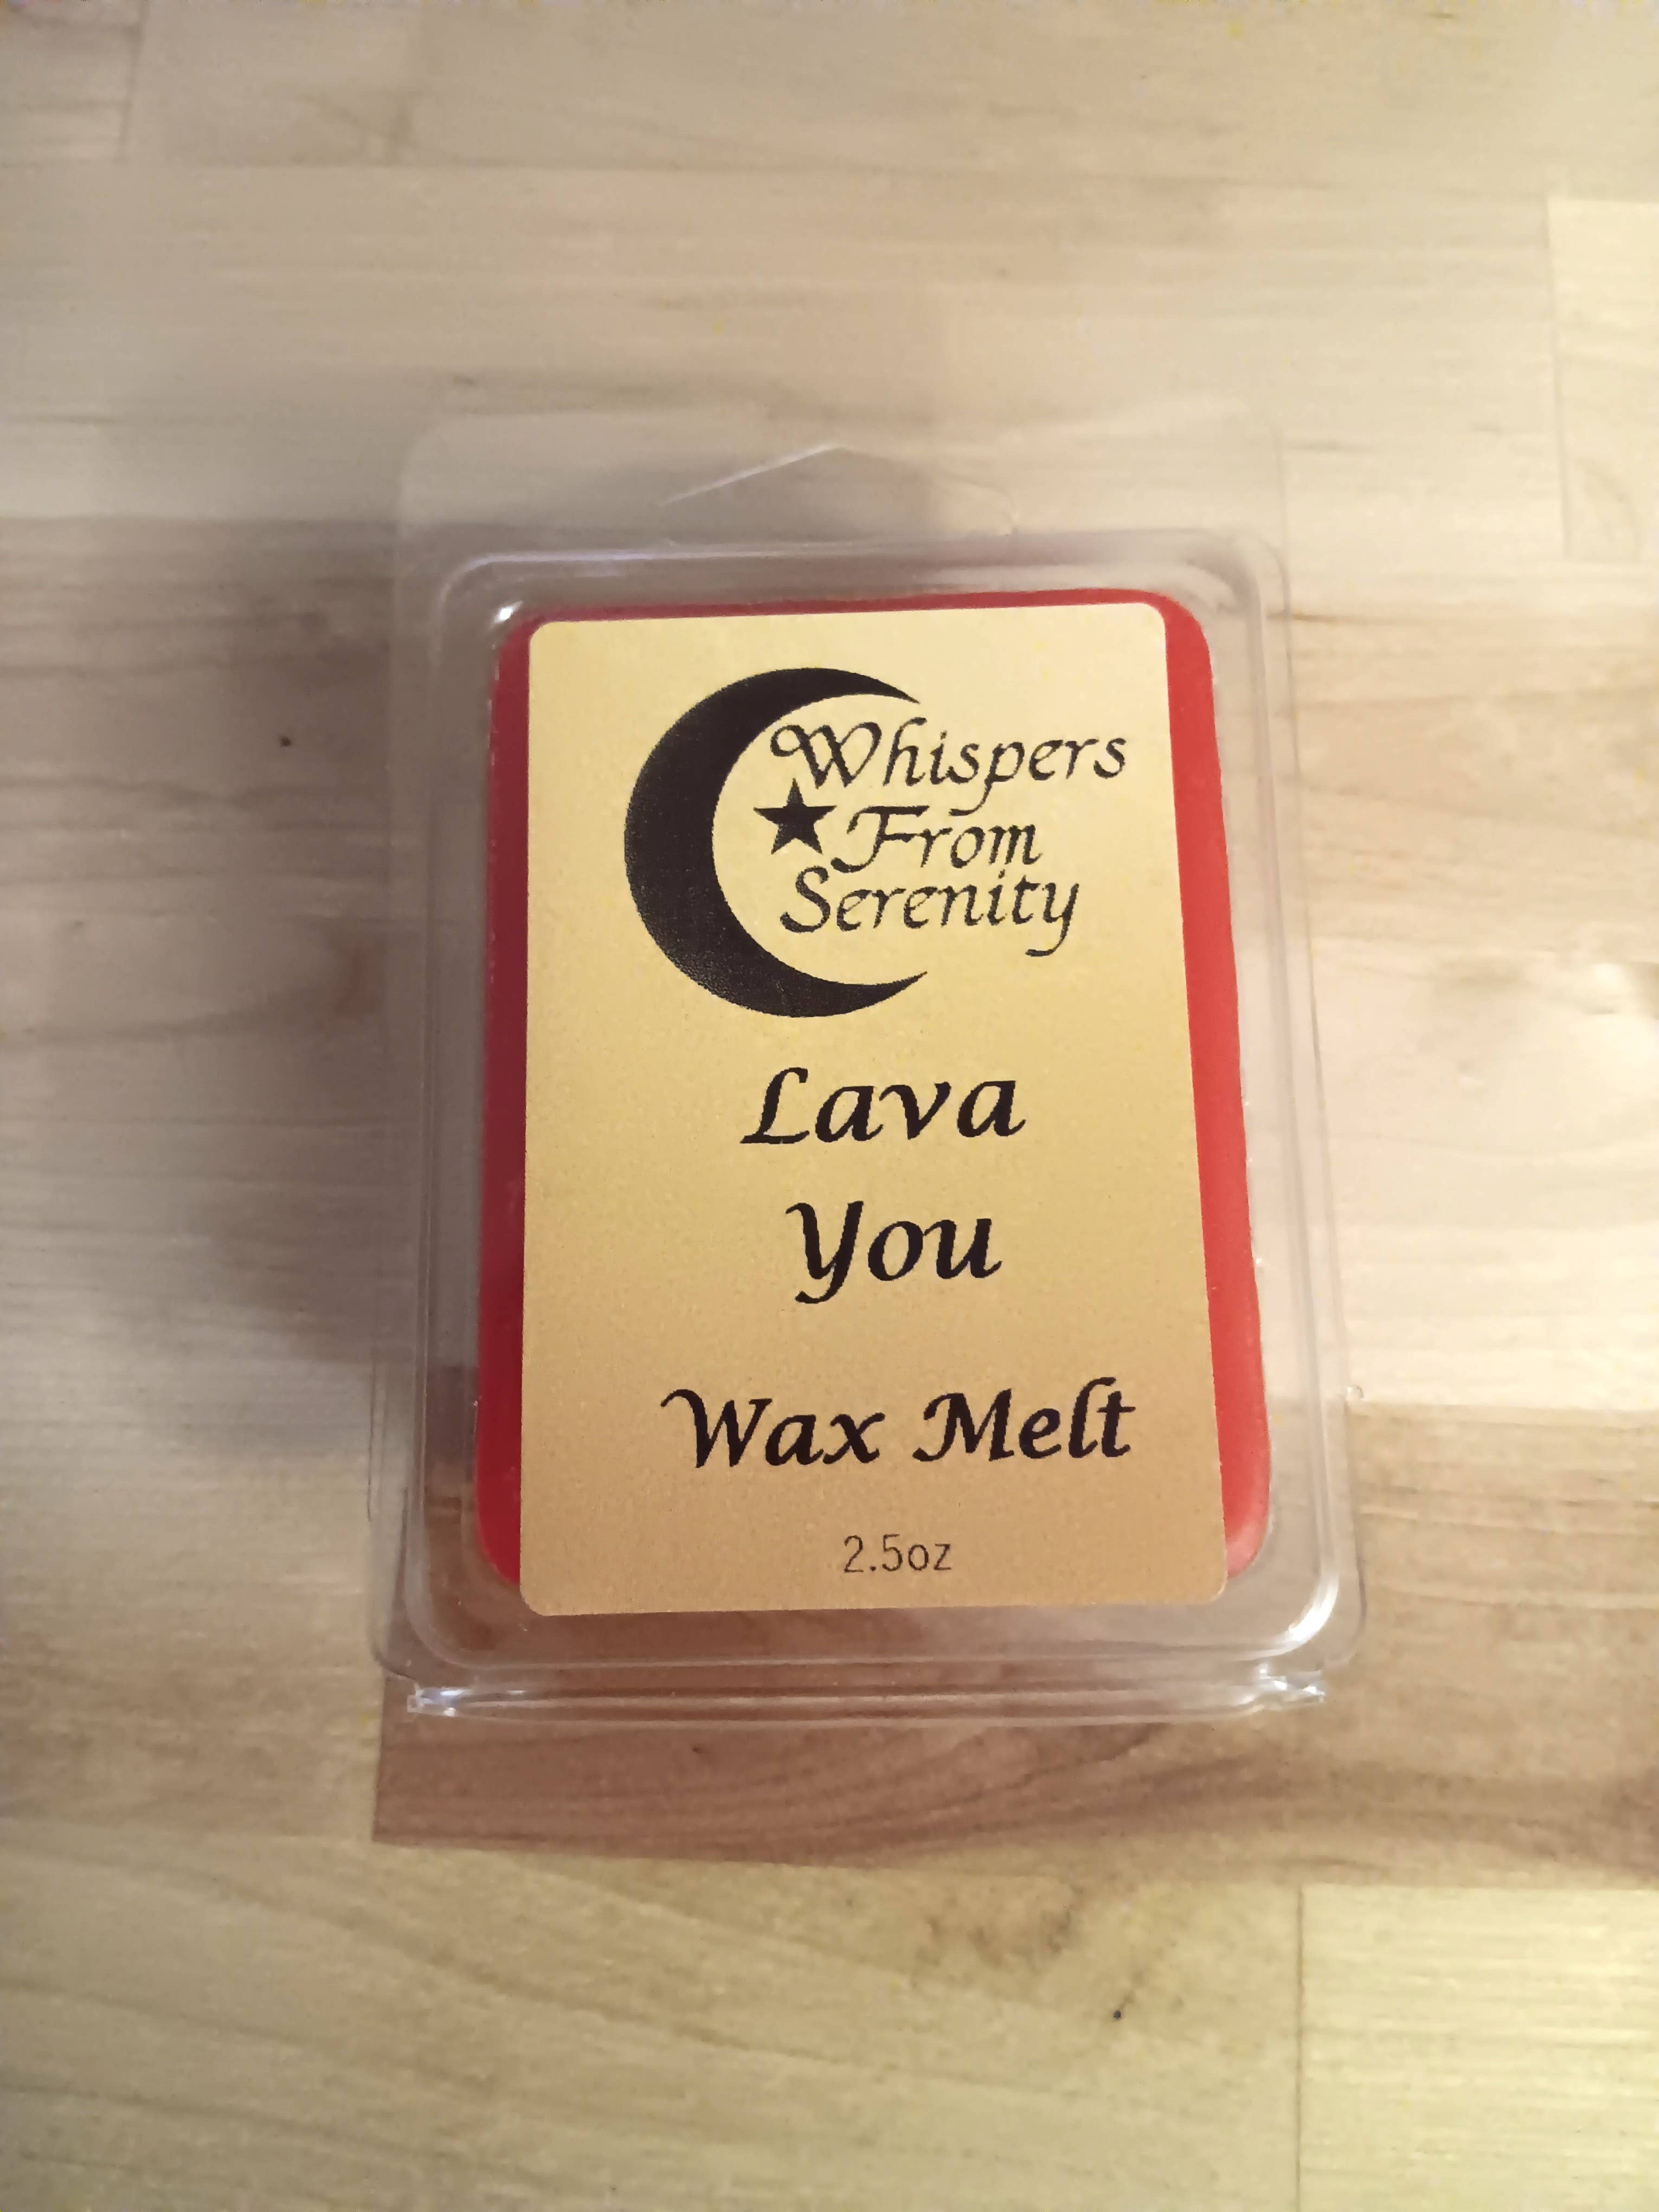 Whispers
From
Serenity
Lava
You
Wax Melt
2.5oz